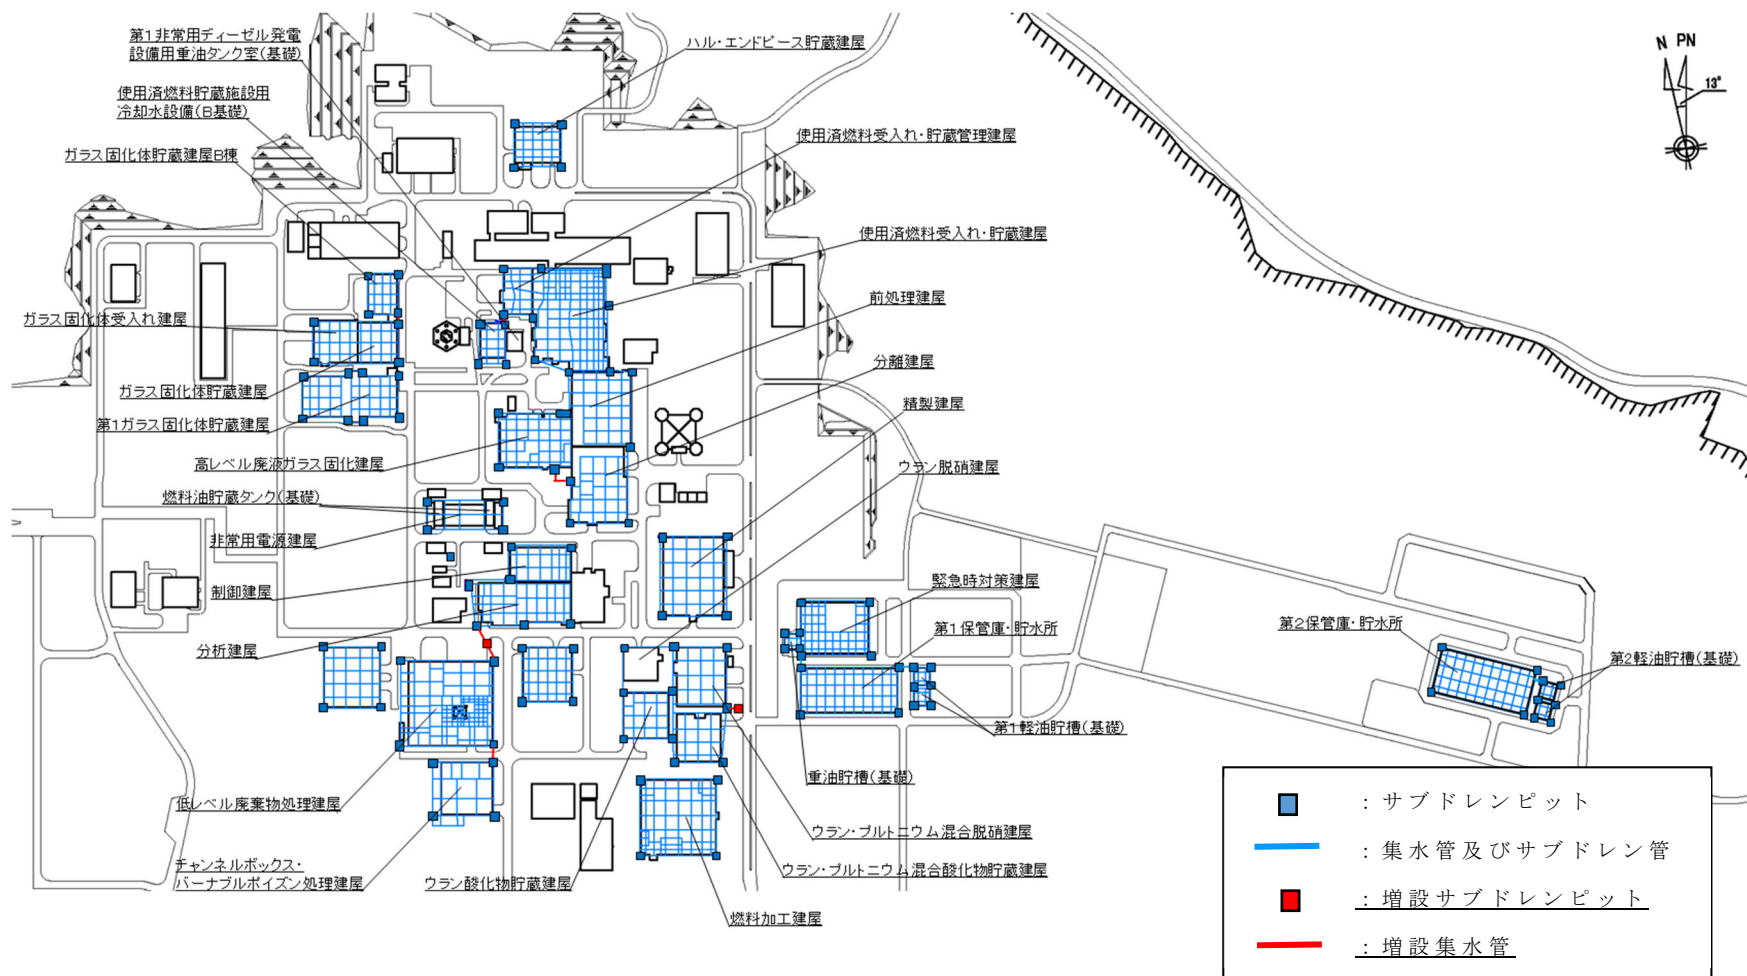 第1非常用ディーゼル発電
設備用重油タンク室(基礎)
ハル・エンドピース貯蔵建屋
N PN
13°
使用済燃料貯蔵施設用
冷却水設備(B基礎)
使用済燃料受入れ・貯蔵管理建屋
ガラス固化体貯蔵建屋B棟
使用済燃料受入れ・貯蔵建屋
前処理建屋
ガラス固化体受入れ建屋
分離建屋
ガラス固化体貯蔵建屋
精製建屋
第1ガラス固化体貯蔵建屋
高レベル廃液ガラス固化建屋
ウラン脱硝建屋
燃料油貯蔵タンク(基礎)
非常用電源建屋
制御建屋
緊急時対策建屋
第1保管庫・貯水所
第2保管庫・貯水所
分析建屋
第2軽油貯槽(基礎)
第1軽油貯槽(基礎)
重油貯槽(基礎)
低レベル廃棄物処理建屋
ウラン・プルトニウム混合脱硝建屋
チャンネルボックス・
バーナブルポイズン処理建屋
ウラン酸化物貯蔵建屋
ウラン・プルトニウム混合酸化物貯蔵建屋
燃料加工建屋
：サブドレンピット
：集水管及びサブドレン管
：増設サブドレンピット
：増設集水管